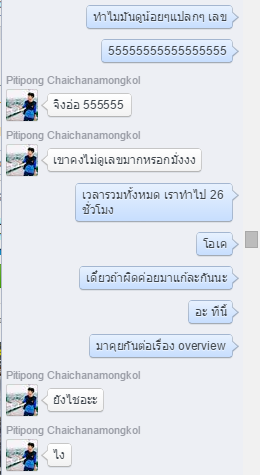 ทำไมมันดูน้อยๆแปลกๆ เลข
55555555555555555
Pitipong Chaichanamongkol
จิงอ่อ 555555
Pitipong Chaichanamongkol
เขาคงไม่ดูเลขมากหรอกมั่งงง
เวลารวมทั้งหมด เราทำไป 26
ชั่วโมง
โอเค
เดี๋ยวถ้าผิดค่อยมาแก้ละกันนะ
อะ ทีนี้
มาคุยกันต่อเรื่อง overview
Pitipong Chaichanamongkol
ยังไงอะะ
Pitipong Chaichanamongkol
ไง